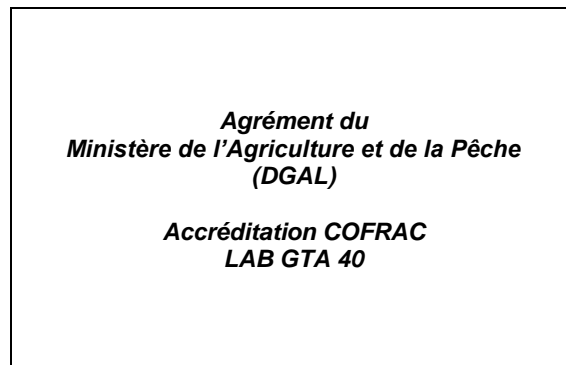 Agrément du
Ministère de l’Agriculture et de la Pêche
(DGAL)
Accréditation COFRAC
LAB GTA 40